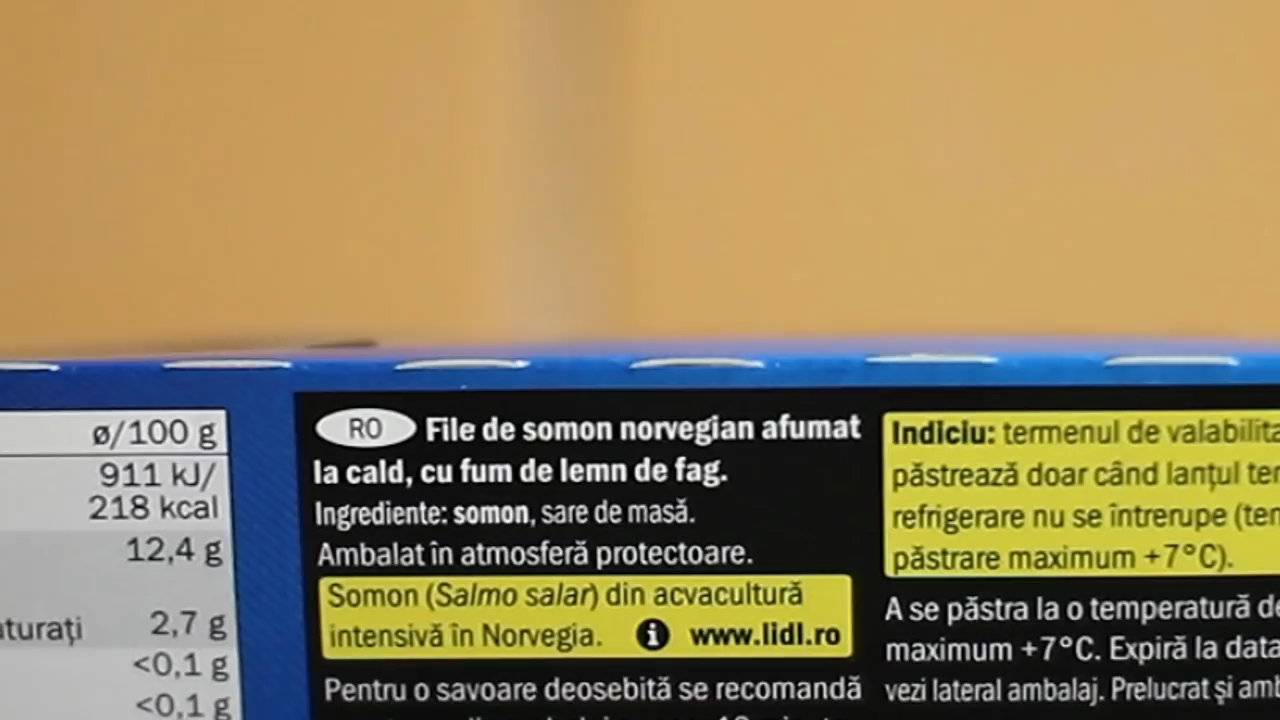 ø/100 g
911 kJ/
218 kcal
12,4 g
2,7 g
<0,1 g
<0,1 g
RO File de somon norvegian afumat
la cald, cu fum de lemn de fag.
Ingrediente: somon, sare de masă.
Ambalat în atmosferă protectoare.
Somon (Salmo salar) din acvacultură
intensivă în Norvegia. i www.lidl.ro
Pentru o savoare deosebită se recomandă
Indiciu: termenul de valabilita
păstrează doar când lanțul ter
refrigerare nu se întrerupe (ter
păstrare maximum +7°C).
A se păstra la o temperatură de
maximum +7°C. Expiră la data
vezi lateral ambalaj. Prelucrat și amb